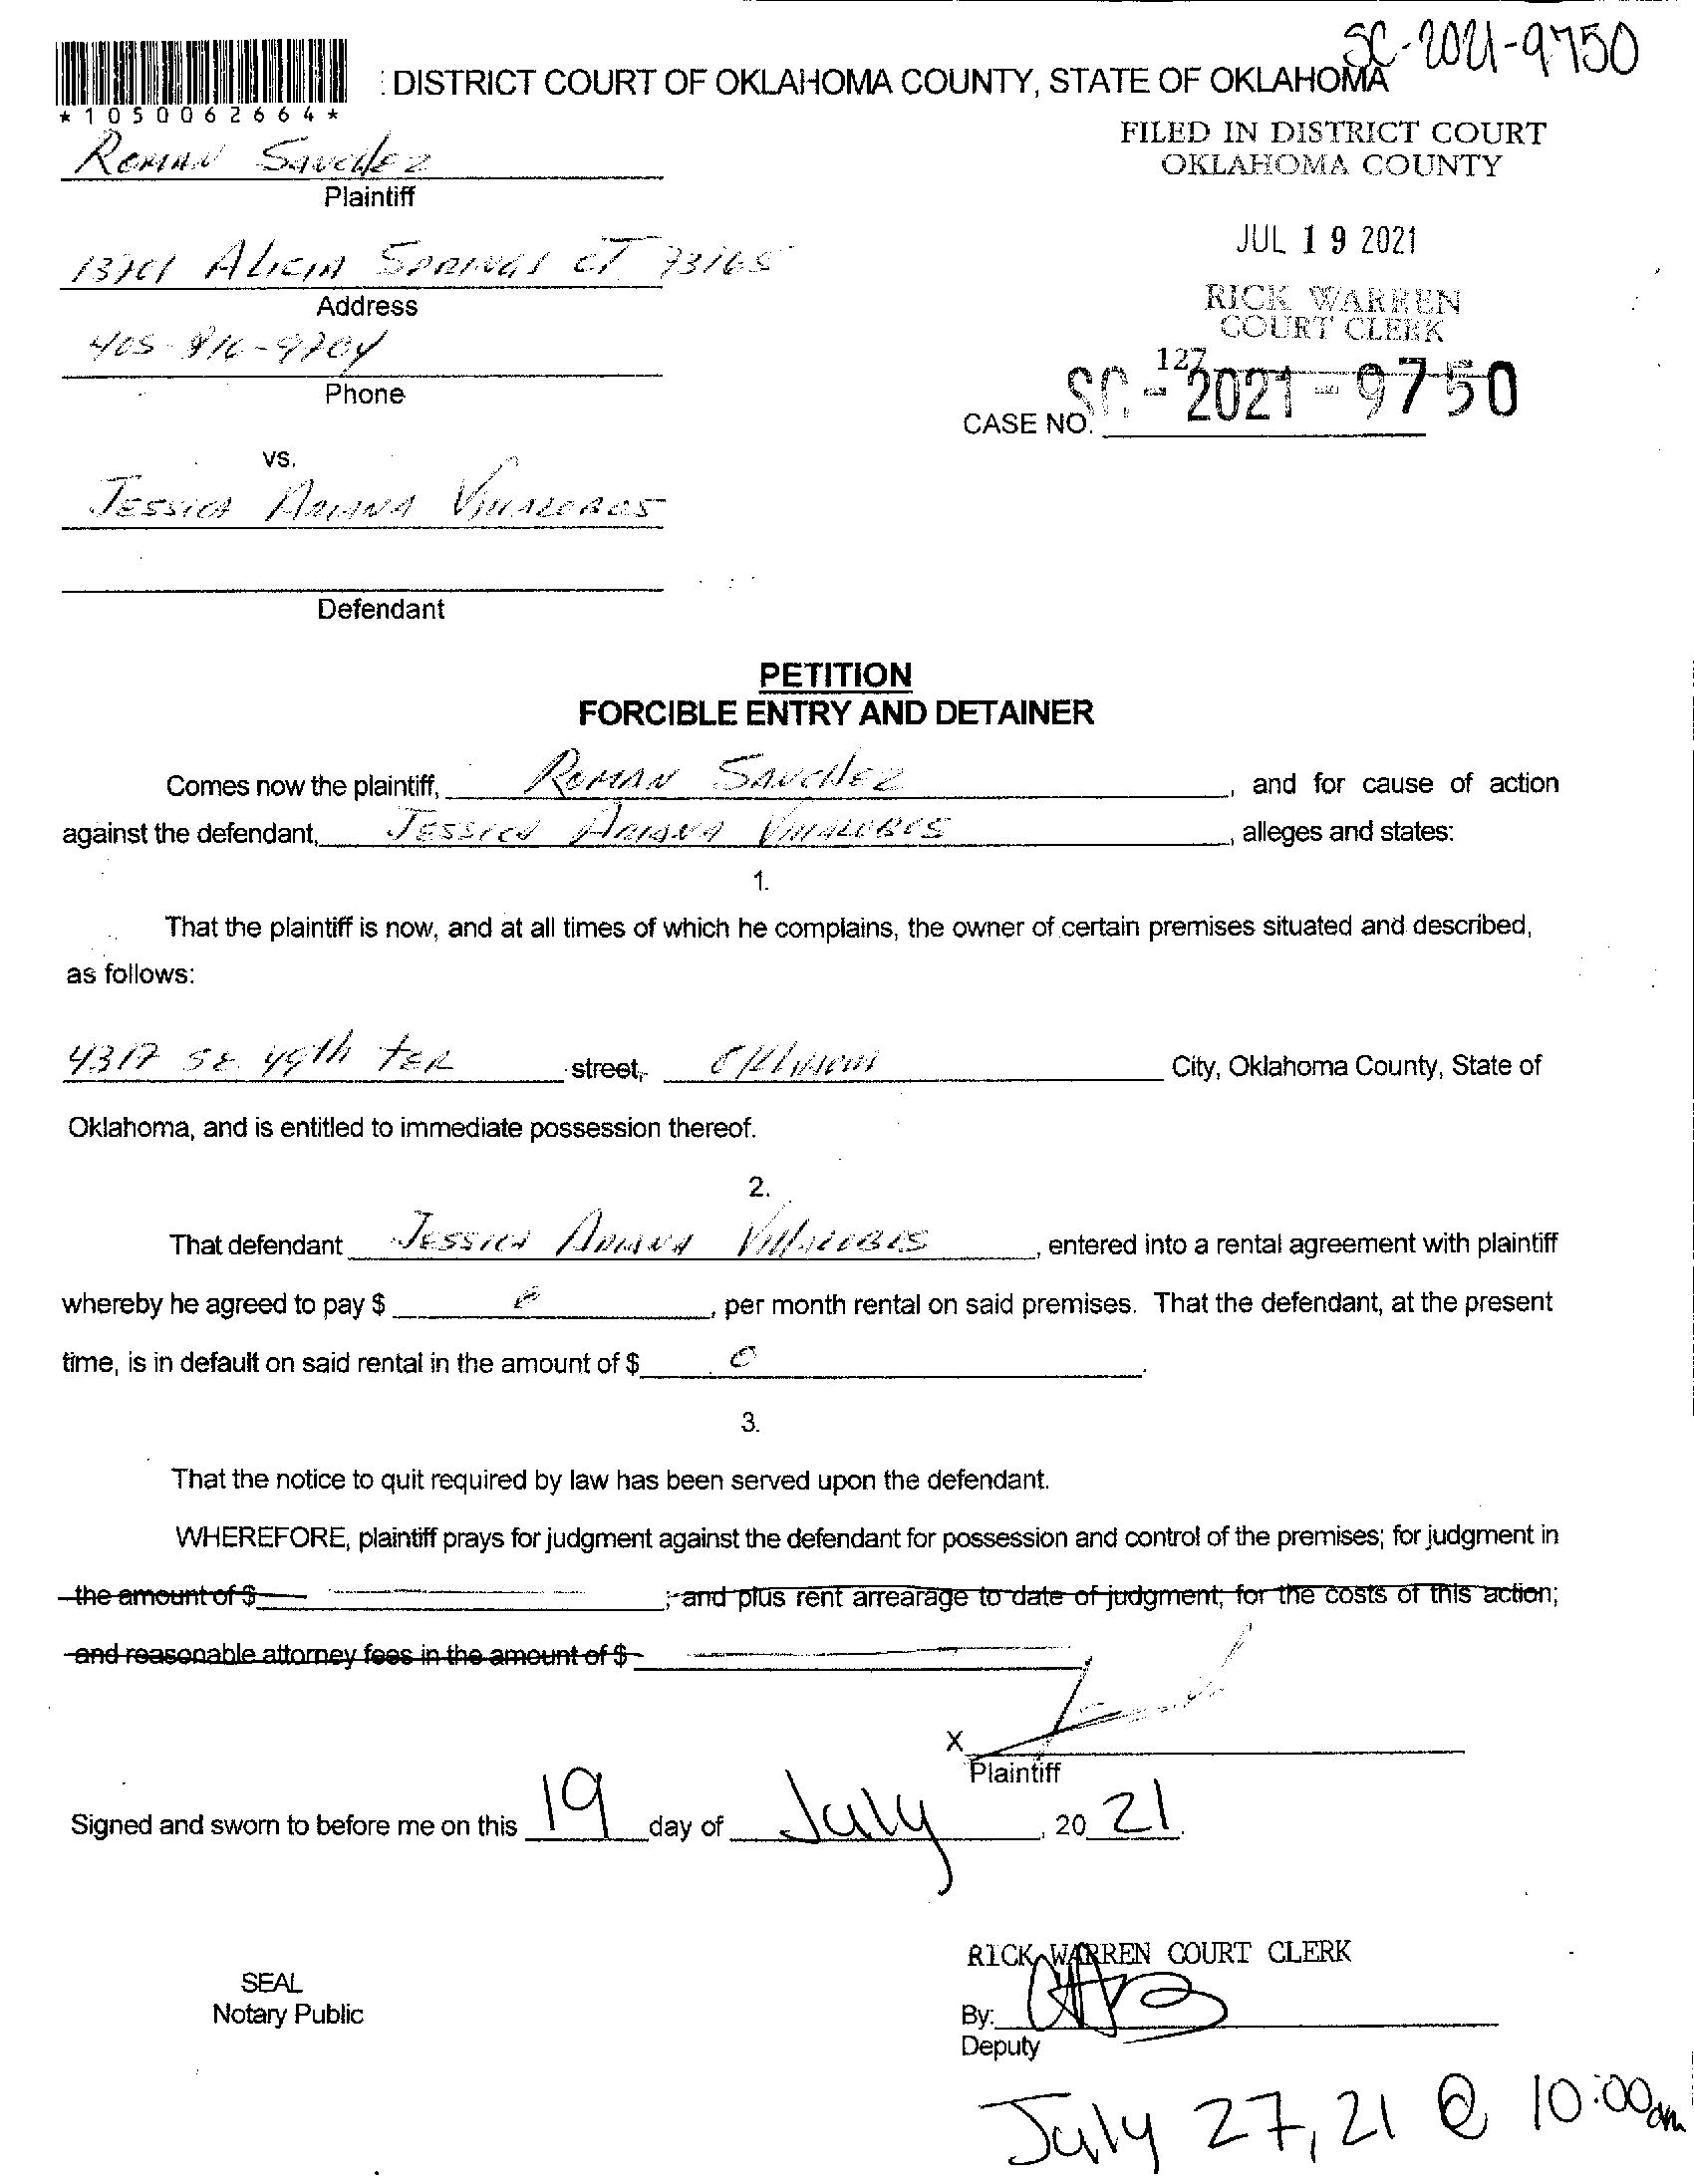 SC-2021-9750
: DISTRICT COURT OF OKLAHOMA COUNTY, STATE OF OKLAHOMA
*1050062664*
FILED IN DISTRICT COURT
OKLAHOMA COUNTY
ROMAN SANCHEZ
Plaintiff
JUL 19 2021
ALICIA SPRINGS CT 73165
Address
RICK WARREN
COURT CLERK
Phone
127
CASE NO. SC-2021-9750
vs.
JESSICA ARIANA VILLALOBOS
Defendant
PETITION
FORCIBLE ENTRY AND DETAINER
Comes now the plaintiff, ROMAN SANCHEZ, and for cause of action
against the defendant, JESSICA ARIANA VILLALOBOS, alleges and states:
1.
That the plaintiff is now, and at all times of which he complains, the owner of certain premises situated and described,
as follows:
4317 SE 49th TER street, City, Oklahoma County, State of
Oklahoma, and is entitled to immediate possession thereof.
2.
That defendant JESSICA ARIANA VILLALOBOS, entered into a rental agreement with plaintiff
whereby he agreed to pay $ 0, per month rental on said premises. That the defendant, at the present
time, is in default on said rental in the amount of $ 0.
3.
That the notice to quit required by law has been served upon the defendant.
WHEREFORE, plaintiff prays for judgment against the defendant for possession and control of the premises; for judgment in
the amount of $ ; and plus rent arrearage to date of judgment; for the costs of this action;
and reasonable attorney fees in the amount of $
X
Plaintiff
Signed and sworn to before me on this 19 day of July, 20 21.
RICK WARREN COURT CLERK
SEAL
Notary Public
By:
Deputy
July 27, 21 @ 10:00am